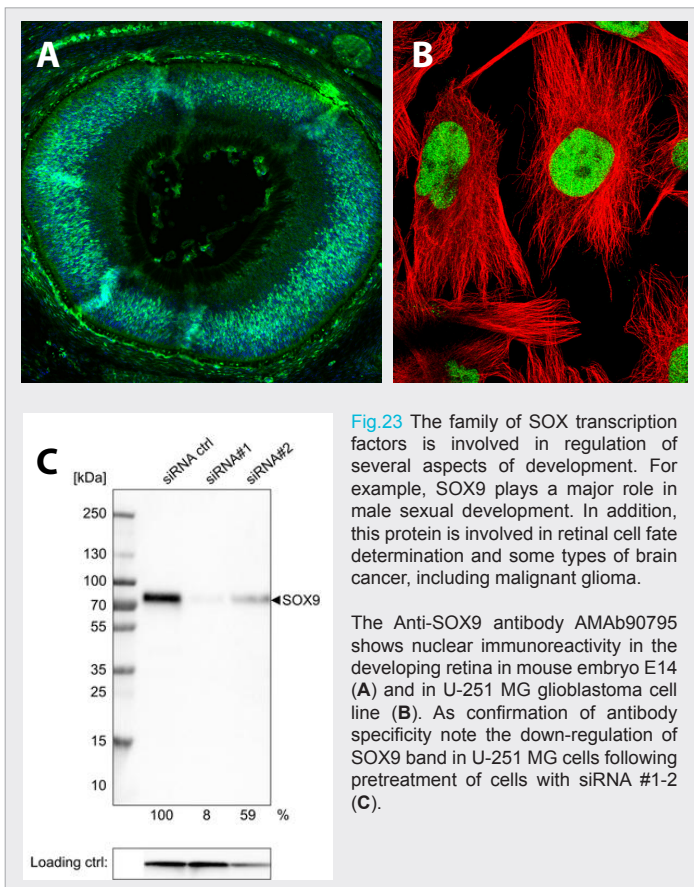 A
B
C
siRNA ctrl
siRNA#1
siRNA#2
[kDa]
250
130
100
70
55
35
25
15
10
◄SOX9
100 8 59 %
Loading ctrl:
Fig.23 The family of SOX transcription
factors is involved in regulation of
several aspects of development. For
example, SOX9 plays a major role in
male sexual development. In addition,
this protein is involved in retinal cell fate
determination and some types of brain
cancer, including malignant glioma.
The Anti-SOX9 antibody AMAb90795
shows nuclear immunoreactivity in the
developing retina in mouse embryo E14
(A) and in U-251 MG glioblastoma cell
line (B). As confirmation of antibody
specificity note the down-regulation of
SOX9 band in U-251 MG cells following
pretreatment of cells with siRNA #1-2
(C).